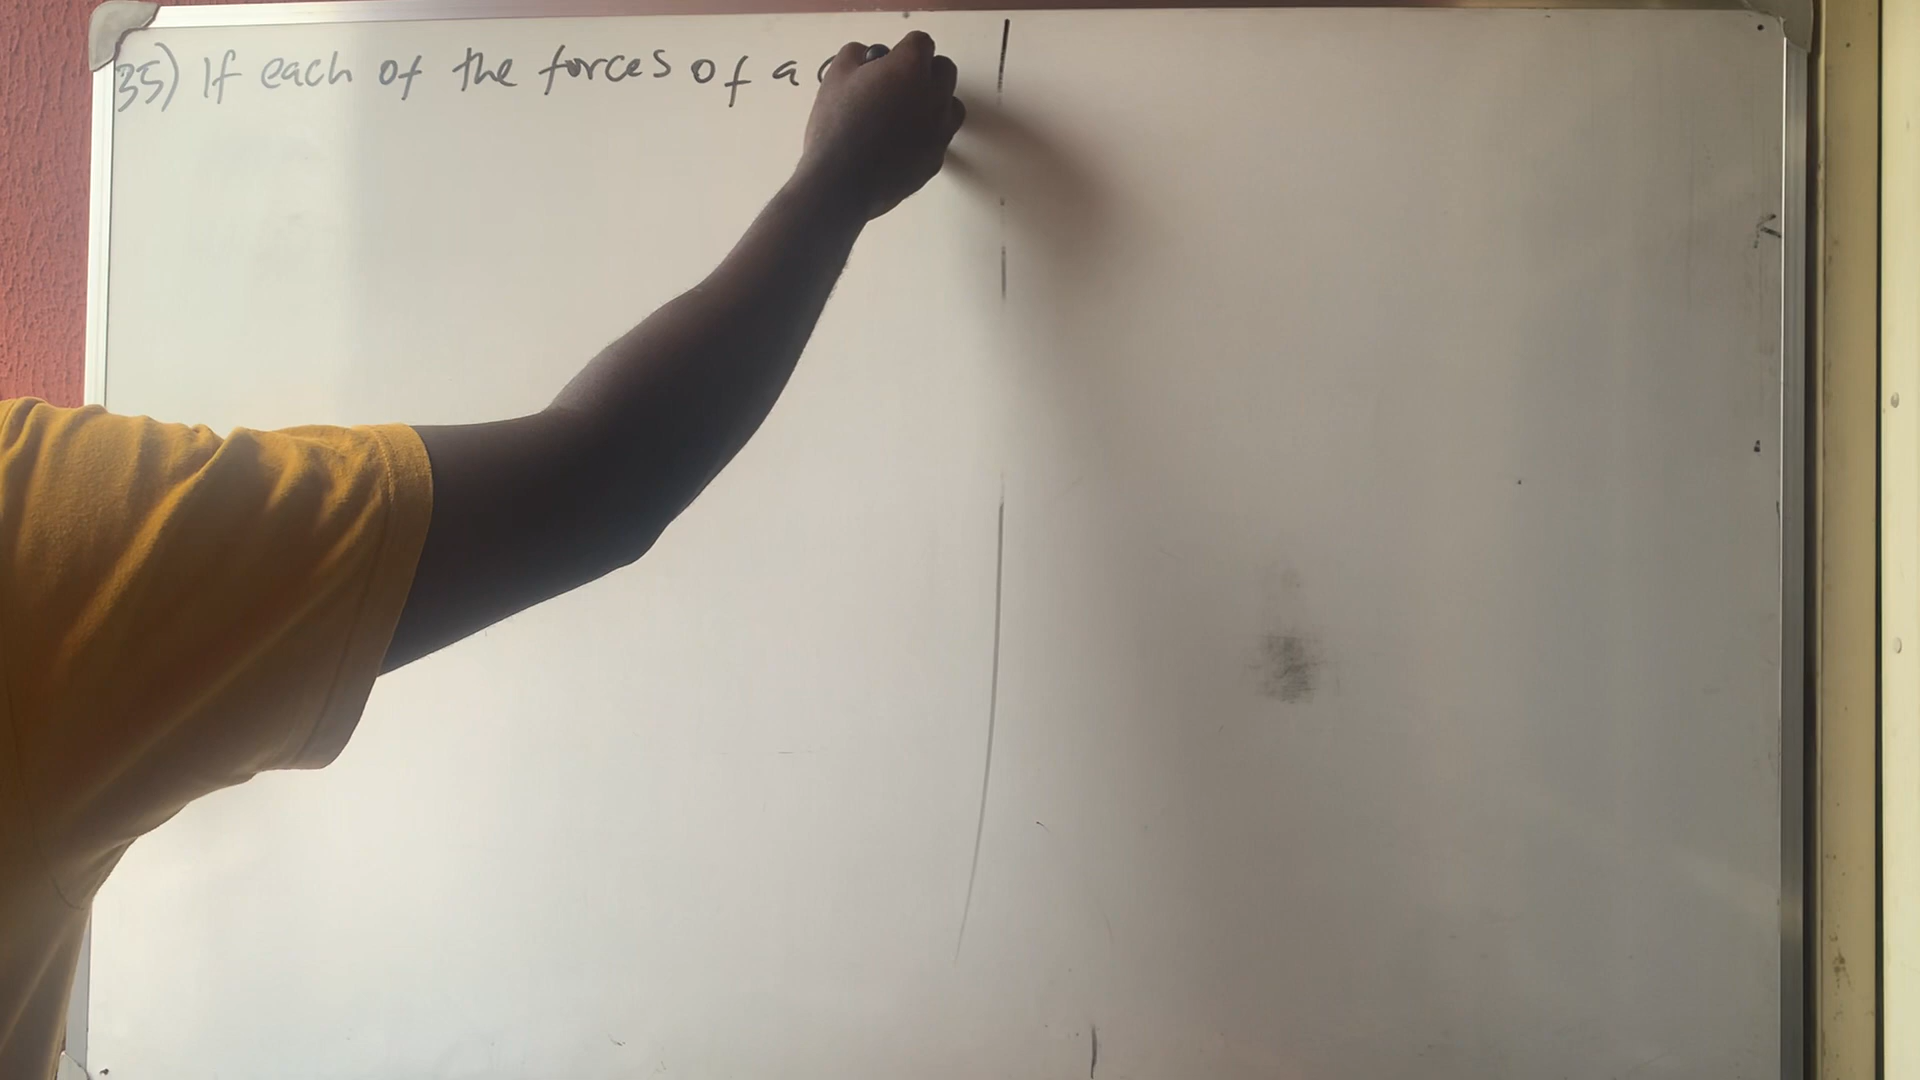 35) If each of the forces of a